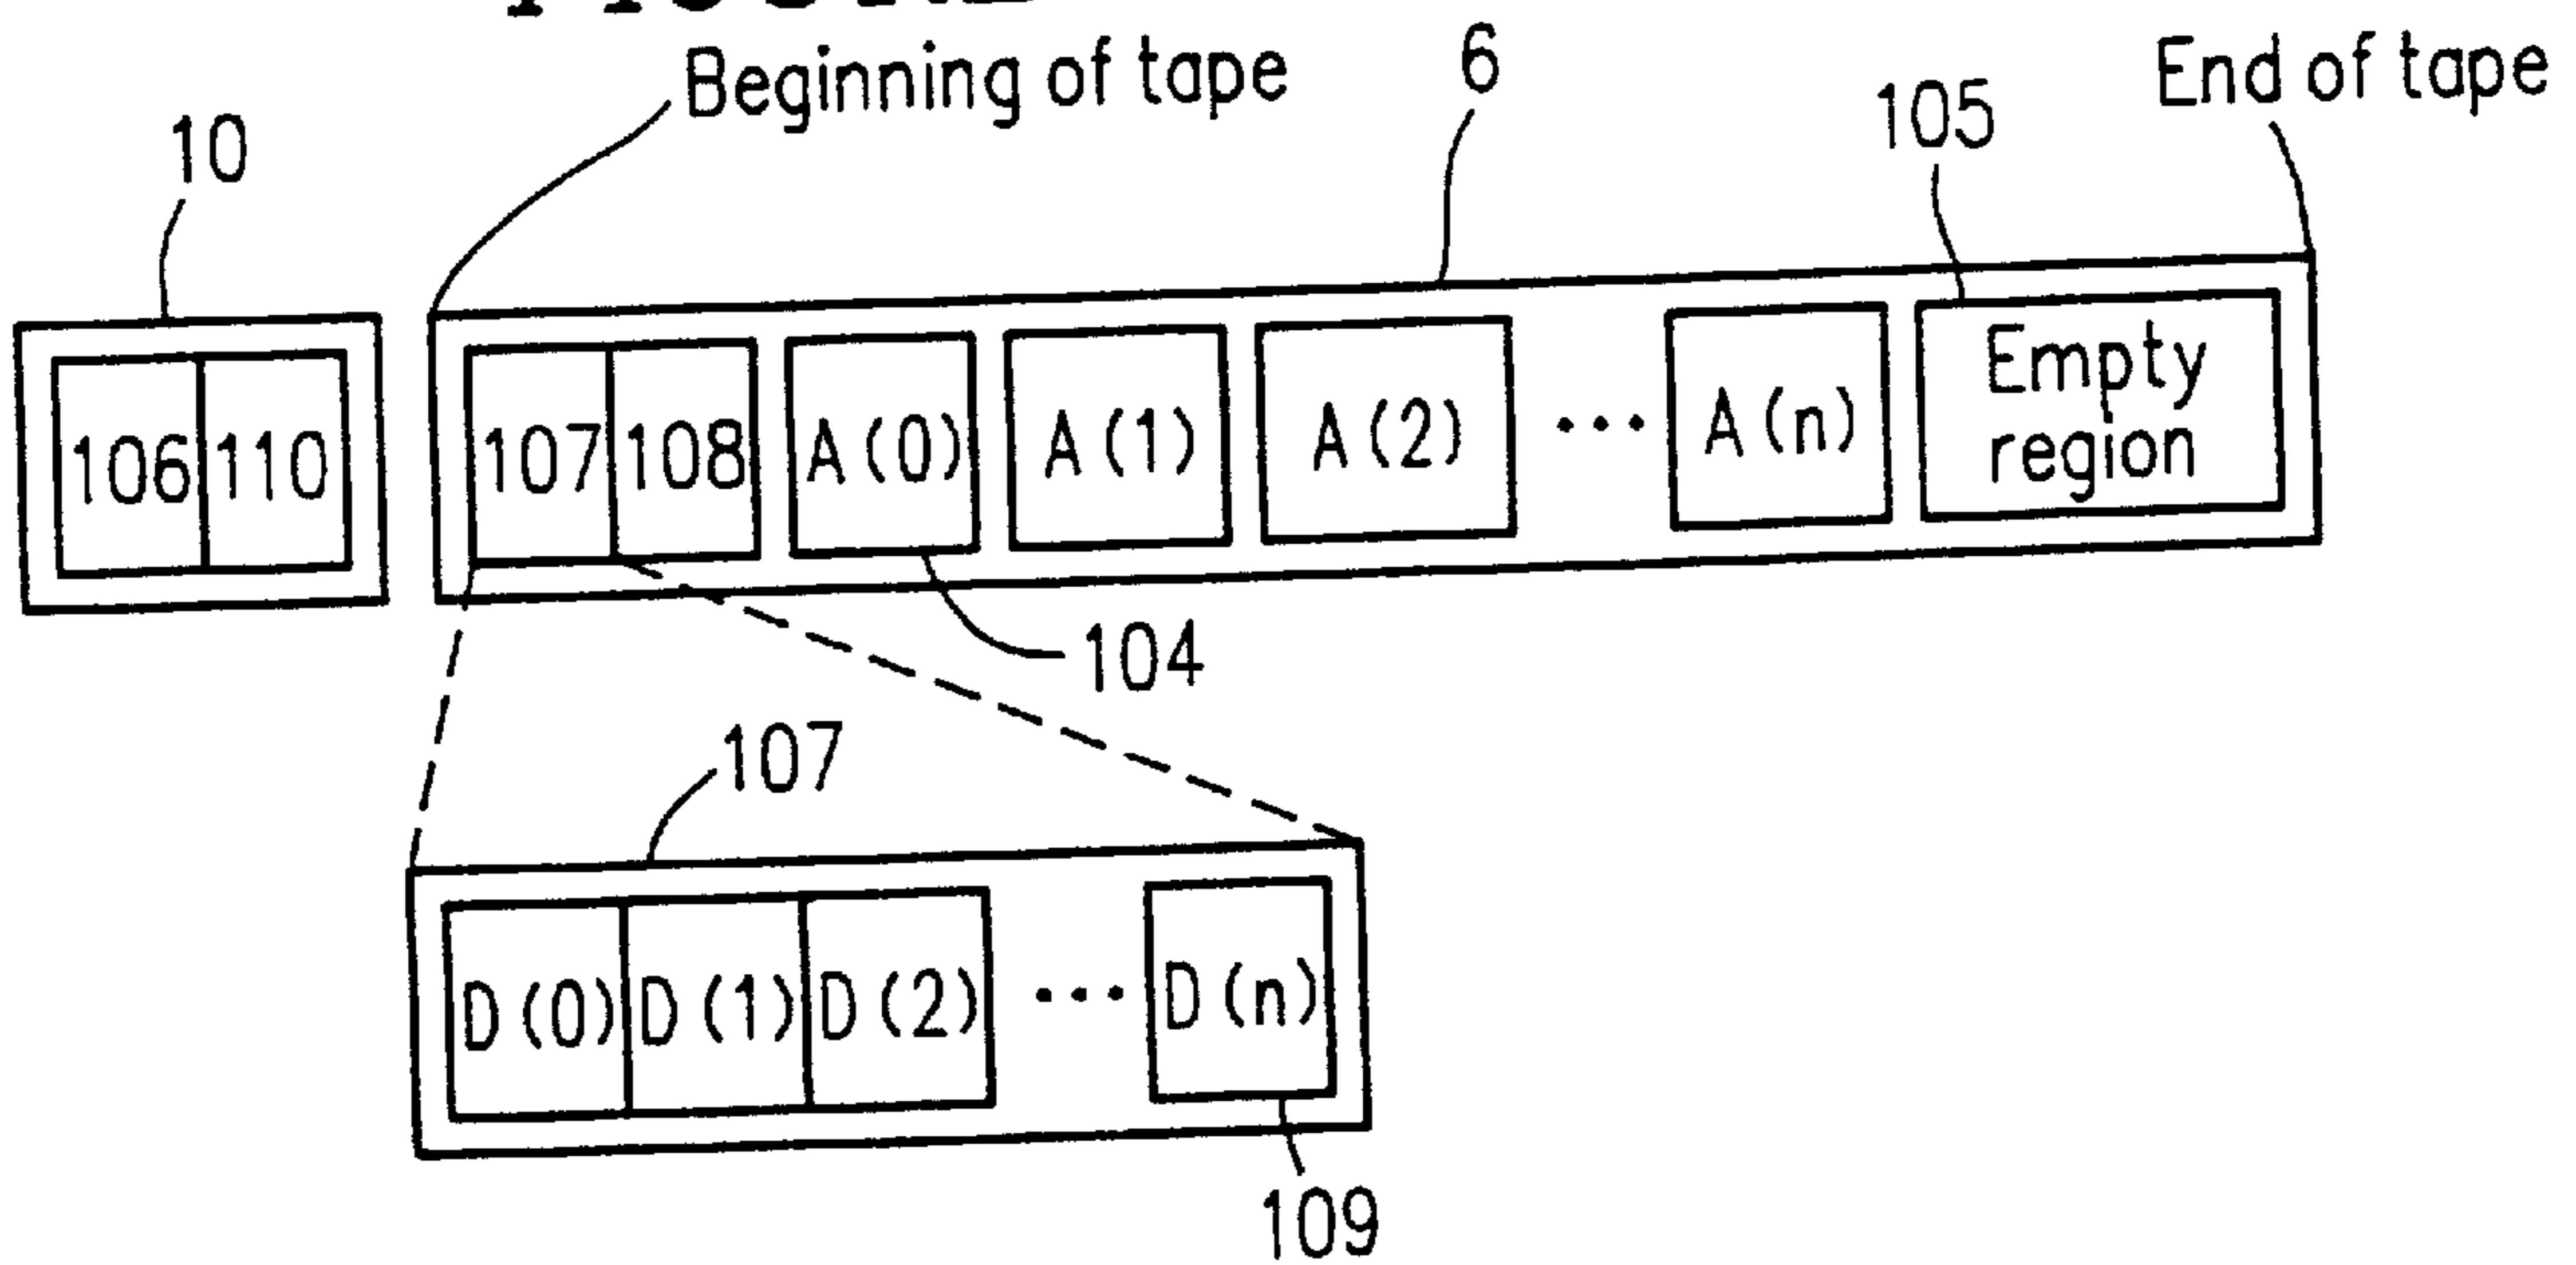 Beginning of tape
6
End of tape
10
105
106 110
107 108 A(0) A(1) A(2) ... A(n) Empty region
104
107
D(0) D(1) D(2) ... D(n)
109